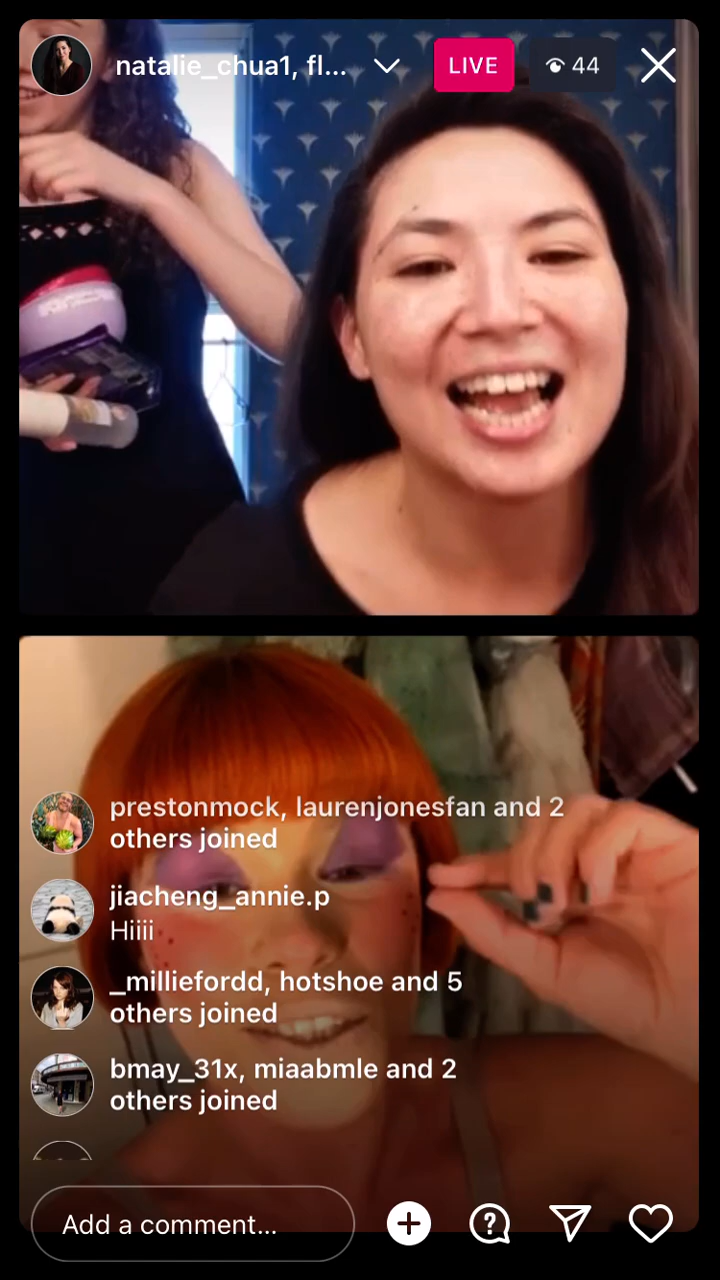 natalie_chua1, fl...
LIVE
44
prestonmock, laurenjonesfan and 2
others joined
jiacheng_annie.p
Hiiii
_milliefordd, hotshoe and 5
others joined
bmay_31x, miaabmle and 2
others joined
Add a comment...